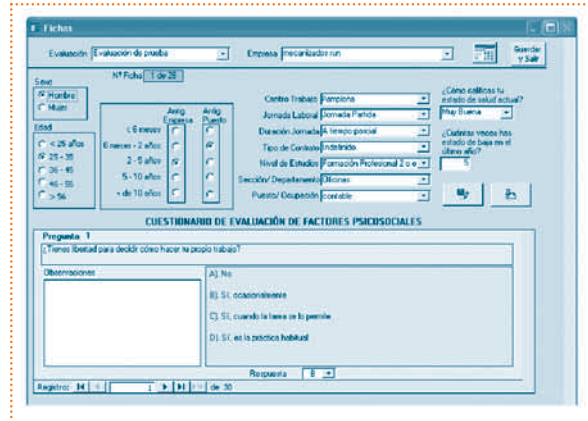 Fichas
Evaluación Evaluación de prueba
Empresa mecanizados run
Guardar y Salir
Nº Ficha 1 de 26
Sexo
Hombre
Mujer
Edad
< 25 años
25 - 35
36 - 45
46 - 55
> 56
Antig. Empresa
Antig. Puesto
≤ 6 meses
6 meses - 2 años
2 - 5 años
5 - 10 años
+ de 10 años
Centro Trabajo Pamplona
Jornada Laboral Jornada Partida
Duración Jornada A tiempo parcial
Tipo de Contrato Indefinido
Nivel de Estudios Formación Profesional 2 o e
Sección/ Departamento Oficinas
Puesto/ Ocupación contable
¿Cómo calificas tu
estado de salud actual?
Muy Buena
¿Cuántas veces has
estado de baja en el
último año?
5
CUESTIONARIO DE EVALUACIÓN DE FACTORES PSICOSOCIALES
Pregunta 1
¿Tienes libertad para decidir cómo hacer tu propio trabajo?
Observaciones
A). No
B). Sí, ocasionalmente
C). Sí, cuando la tarea se lo permite
D). Sí, es la práctica habitual
Respuesta B
Registro: 1 de 30